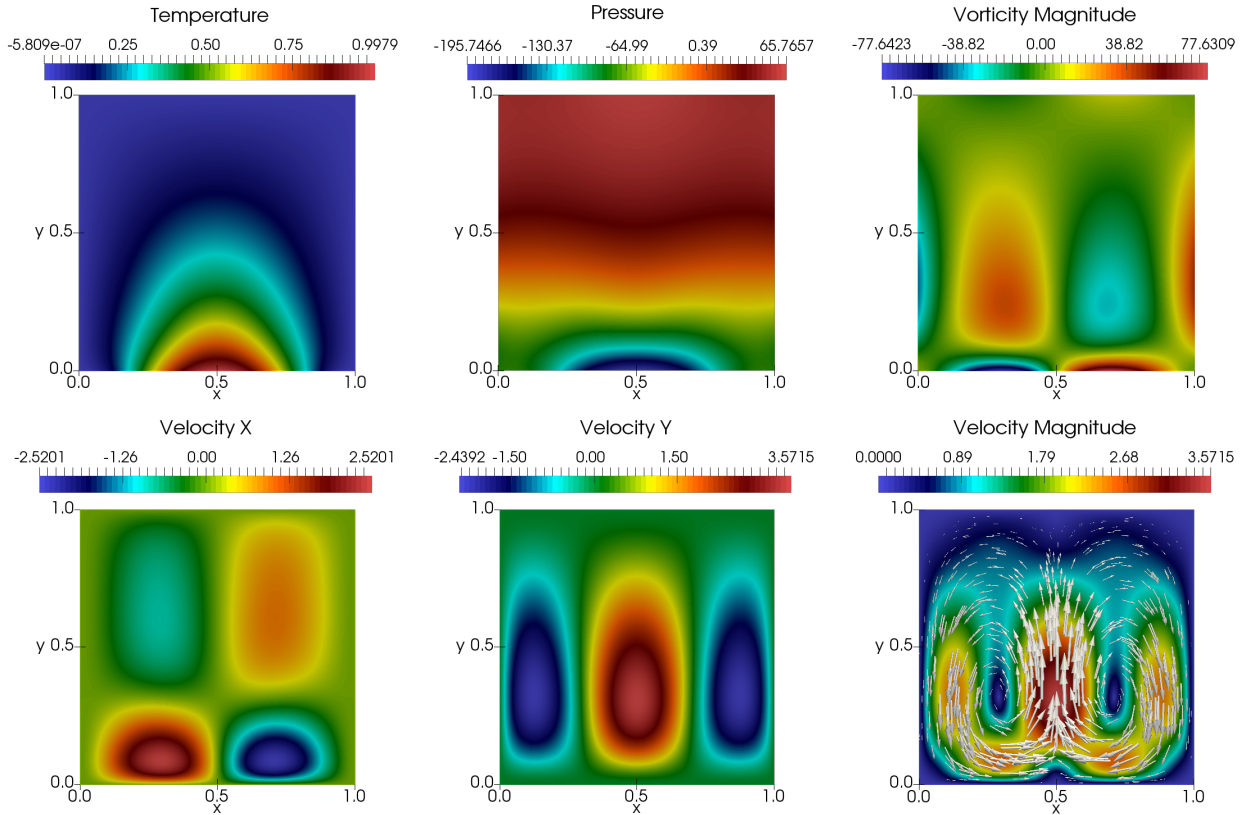 Temperature Pressure Vorticity Magnitude
-5.809e-07 0.25 0.50 0.75 0.9979 -195.7466 -130.37 -64.99 0.39 65.7657 -77.6423 -38.82 0.00 38.82 77.6309
1.0 1.0 1.0
y 0.5 y 0.5 y 0.5
0.0 0.0 0.0
0.0 0.5 1.0 0.0 0.5 1.0 0.0 0.5 1.0
x x x
Velocity X Velocity Y Velocity Magnitude
-2.5201 -1.26 0.00 1.26 2.5201 -2.4392 -1.50 0.00 1.50 3.5715 0.0000 0.89 1.79 2.68 3.5715
1.0 1.0 1.0
y 0.5 y 0.5 y 0.5
0.0 0.0 0.0
0.0 0.5 1.0 0.0 0.5 1.0 0.0 0.5 1.0
x x x